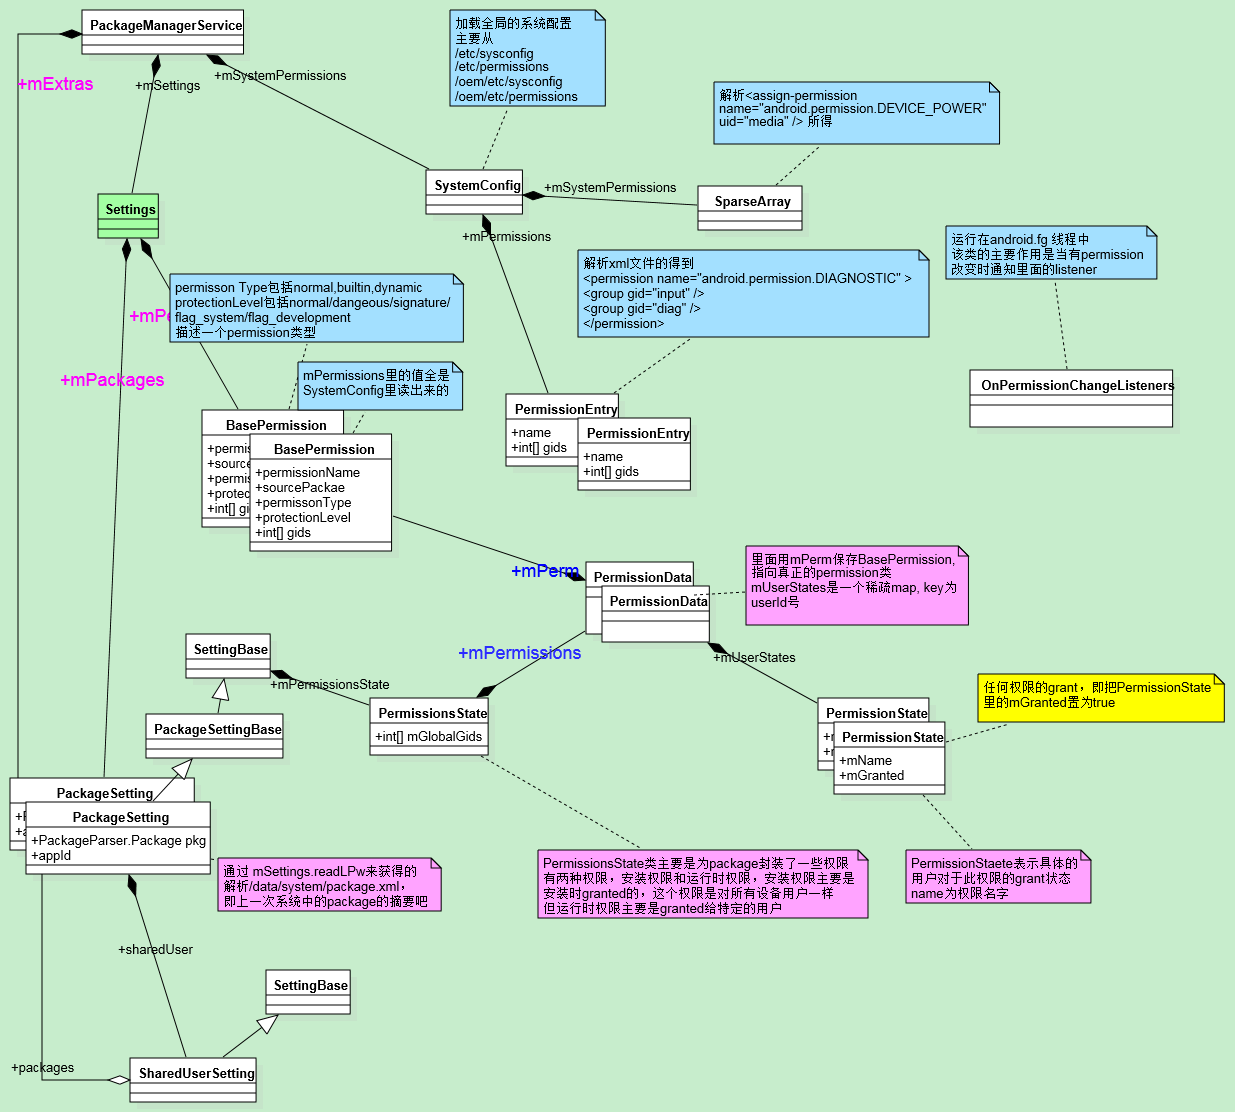 PackageManagerService
+mExtras
+mSettings
+mSystemPermissions
加载全局的系统配置
主要从
/etc/sysconfig
/etc/permissions
/oem/etc/sysconfig
/oem/etc/permissions
解析<assign-permission
name="android.permission.DEVICE_POWER"
uid="media" /> 所得
Settings
SystemConfig
+mSystemPermissions
SparseArray
+mPermissions
运行在android.fg 线程中
该类的主要作用是当有permission
改变时通知里面的listener
解析xml文件的得到
<permission name="android.permission.DIAGNOSTIC" >
<group gid="input" />
<group gid="diag" />
</permission>
permisson Type包括normal,builtin,dynamic
protectionLevel包括normal/dangeous/signature/
flag_system/flag_development
描述一个permission类型
+mPe
+mPackages
mPermissions里的值全是
SystemConfig里读出来的
OnPermissionChangeListeners
PermissionEntry
+name
+int[] gids
PermissionEntry
+name
+int[] gids
BasePermission
+permis
+source
+permis
+protec
+int[] gi
BasePermission
+permissionName
+sourcePackae
+permissonType
+protectionLevel
+int[] gids
+mPerm
PermissionData
PermissionData
里面用mPerm保存BasePermission,
指向真正的permission类
mUserStates是一个稀疏map, key为
userId号
SettingBase
+mPermissionsState
+mPermissions
+mUserStates
PackageSettingBase
PermissionsState
+int[] mGlobalGids
PermissionState
PermissionState
+mName
+mGranted
任何权限的grant，即把PermissionState
里的mGranted置为true
PackageSetting
PackageSetting
+PackageParser.Package pkg
+appId
通过 mSettings.readLPw来获得的
解析/data/system/package.xml，
即上一次系统中的package的摘要吧
PermissionsState类主要是为package封装了一些权限
有两种权限，安装权限和运行时权限，安装权限主要是
安装时granted的，这个权限是对所有设备用户一样
但运行时权限主要是granted给特定的用户
PermissionStaete表示具体的
用户对于此权限的grant状态
name为权限名字
+sharedUser
SettingBase
+packages
SharedUserSetting